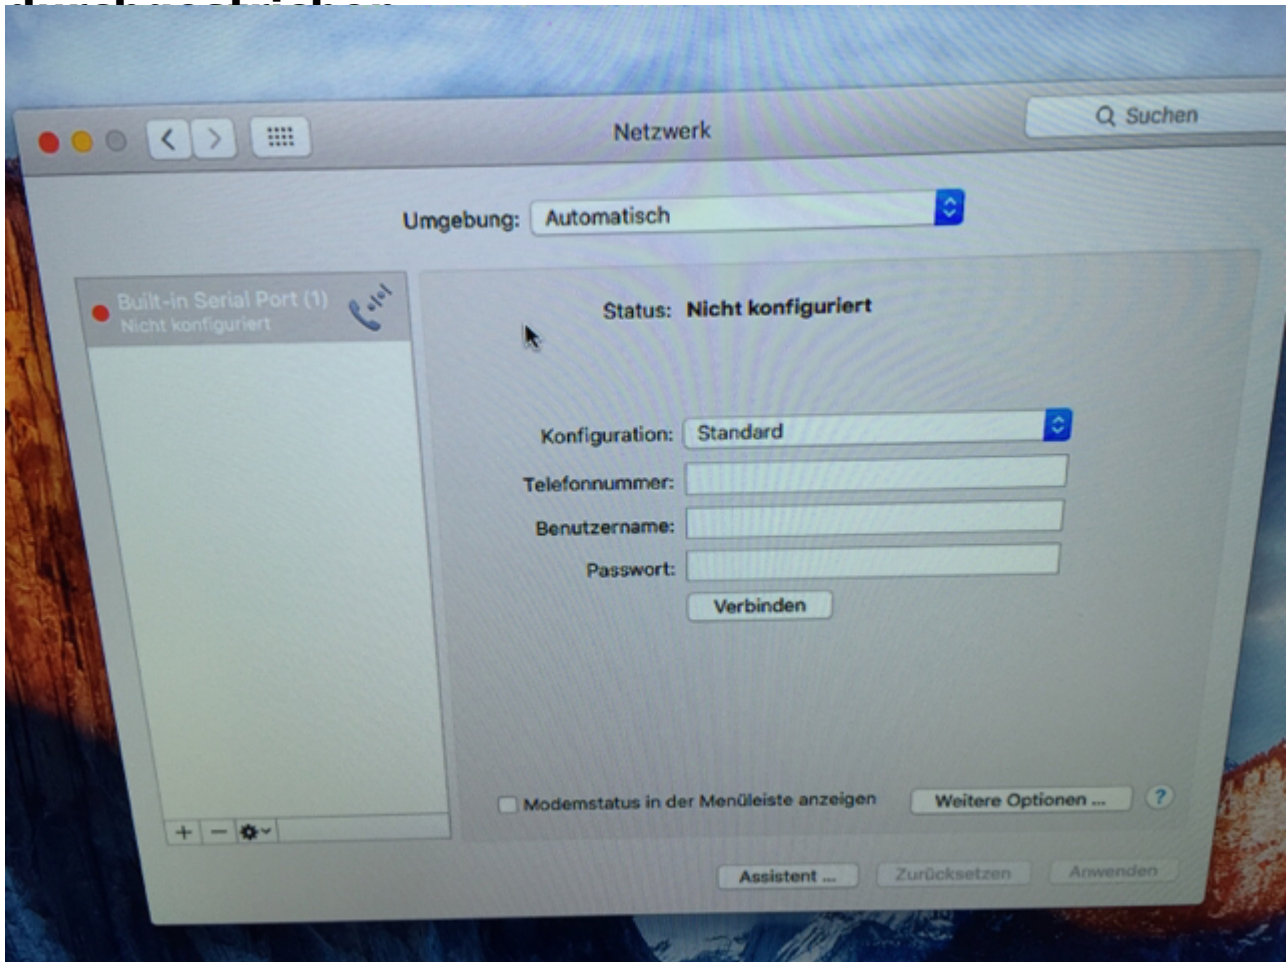 Netzwerk
Suchen
Umgebung: Automatisch
Built-in Serial Port (1)
Nicht konfiguriert
Status: Nicht konfiguriert
Konfiguration: Standard
Telefonnummer:
Benutzername:
Passwort:
Verbinden
Modemstatus in der Menüleiste anzeigen
Weitere Optionen ...
?
Assistent ...
Zurücksetzen
Anwenden